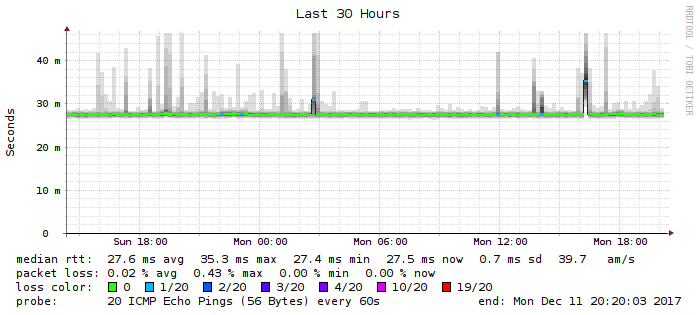 Last 30 Hours
RRDTOOL / TOBI OETIKER
Seconds
40 m
30 m
20 m
10 m
0
Sun 18:00 Mon 00:00 Mon 06:00 Mon 12:00 Mon 18:00
median rtt: 27.6 ms avg 35.3 ms max 27.4 ms min 27.5 ms now 0.7 ms sd 39.7 am/s
packet loss: 0.02 % avg 0.43 % max 0.00 % min 0.00 % now
loss color: 0 1/20 2/20 3/20 4/20 10/20 19/20
probe: 20 ICMP Echo Pings (56 Bytes) every 60s end: Mon Dec 11 20:20:03 2017